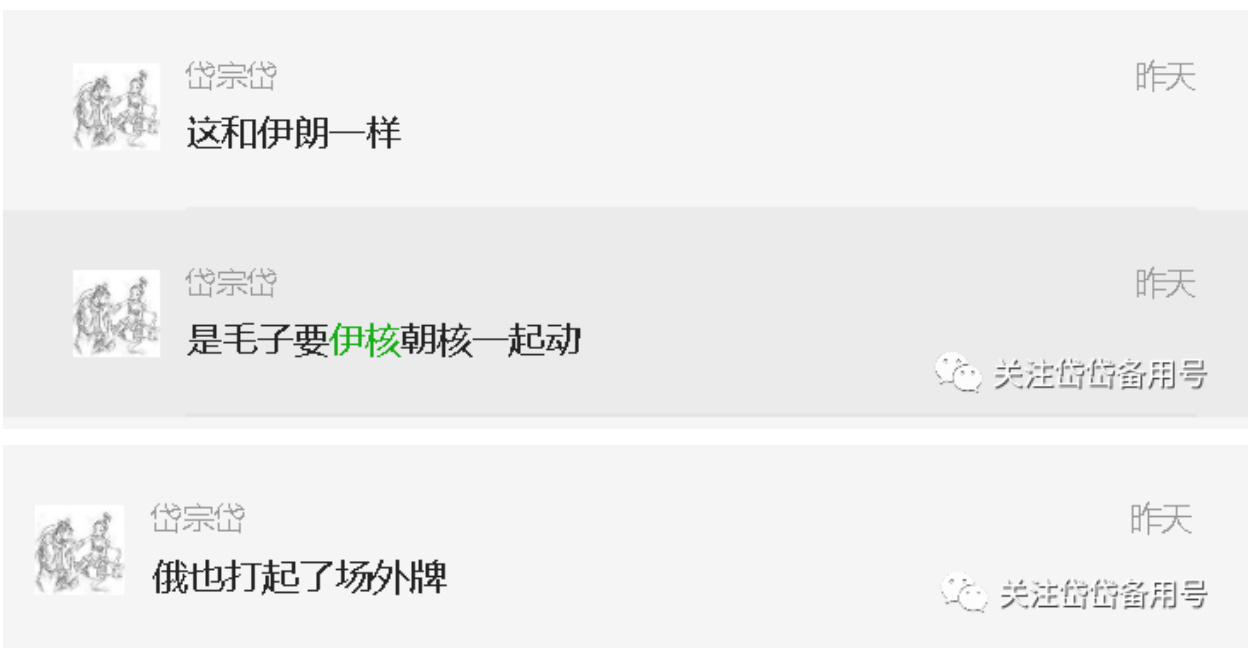 岱宗岱 昨天
这和伊朗一样
岱宗岱 昨天
是毛子要伊核朝核一起动
关注岱岱备用号
岱宗岱 昨天
俄也打起了场外牌
关注岱岱备用号